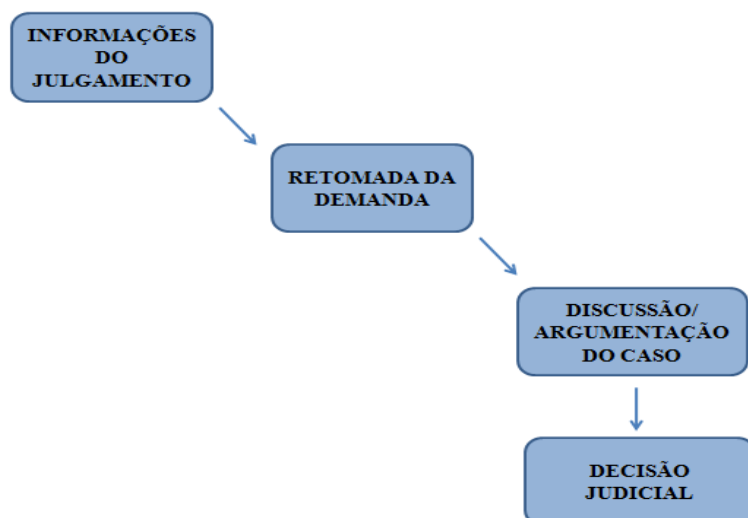 INFORMAÇÕES
DO
JULGAMENTO
RETOMADA DA
DEMANDA
DISCUSSÃO/
ARGUMENTAÇÃO
DO CASO
DECISÃO
JUDICIAL